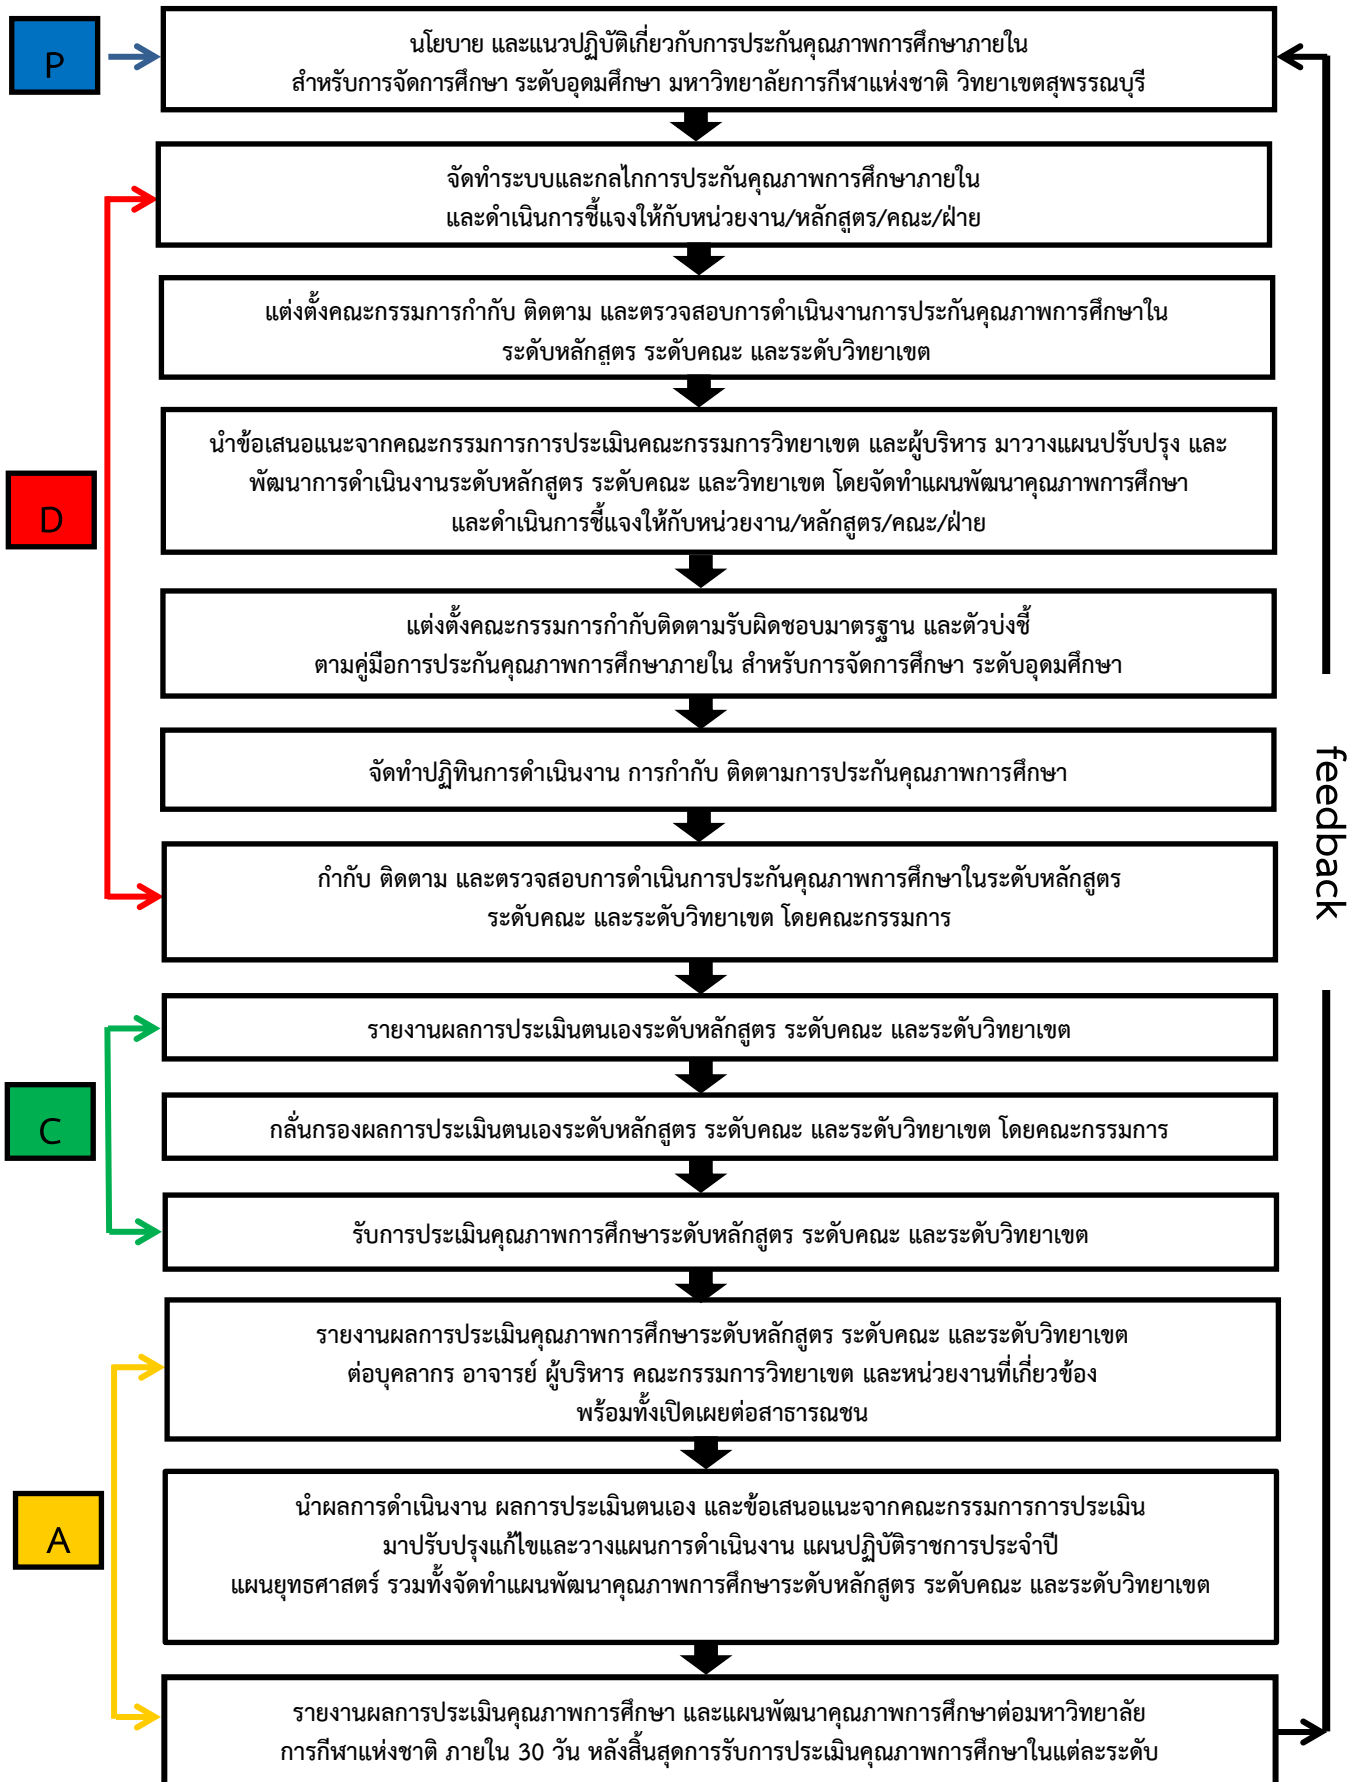 P
นโยบาย และแนวปฏิบัติเกี่ยวกับการประกันคุณภาพการศึกษาภายใน
สำหรับการจัดการศึกษา ระดับอุดมศึกษา มหาวิทยาลัยการกีฬาแห่งชาติ วิทยาเขตสุพรรณบุรี
จัดทำระบบและกลไกการประกันคุณภาพการศึกษาภายใน
และดำเนินการชี้แจงให้กับหน่วยงาน/หลักสูตร/คณะ/ฝ่าย
แต่งตั้งคณะกรรมการกำกับ ติดตาม และตรวจสอบการดำเนินงานการประกันคุณภาพการศึกษาใน
ระดับหลักสูตร ระดับคณะ และระดับวิทยาเขต
D
นำข้อเสนอแนะจากคณะกรรมการการประเมินคณะกรรมการวิทยาเขต และผู้บริหาร มาวางแผนปรับปรุง และ
พัฒนาการดำเนินงานระดับหลักสูตร ระดับคณะ และวิทยาเขต โดยจัดทำแผนพัฒนาคุณภาพการศึกษา
และดำเนินการชี้แจงให้กับหน่วยงาน/หลักสูตร/คณะ/ฝ่าย
แต่งตั้งคณะกรรมการกำกับติดตามรับผิดชอบมาตรฐาน และตัวบ่งชี้
ตามคู่มือการประกันคุณภาพการศึกษาภายใน สำหรับการจัดการศึกษา ระดับอุดมศึกษา
จัดทำปฏิทินการดำเนินงาน การกำกับ ติดตามการประกันคุณภาพการศึกษา
feedback
กำกับ ติดตาม และตรวจสอบการดำเนินการประกันคุณภาพการศึกษาในระดับหลักสูตร
ระดับคณะ และระดับวิทยาเขต โดยคณะกรรมการ
รายงานผลการประเมินตนเองระดับหลักสูตร ระดับคณะ และระดับวิทยาเขต
C
กลั่นกรองผลการประเมินตนเองระดับหลักสูตร ระดับคณะ และระดับวิทยาเขต โดยคณะกรรมการ
รับการประเมินคุณภาพการศึกษาระดับหลักสูตร ระดับคณะ และระดับวิทยาเขต
รายงานผลการประเมินคุณภาพการศึกษาระดับหลักสูตร ระดับคณะ และระดับวิทยาเขต
ต่อบุคลากร อาจารย์ ผู้บริหาร คณะกรรมการวิทยาเขต และหน่วยงานที่เกี่ยวข้อง
พร้อมทั้งเปิดเผยต่อสาธารณชน
A
นำผลการดำเนินงาน ผลการประเมินตนเอง และข้อเสนอแนะจากคณะกรรมการการประเมิน
มาปรับปรุงแก้ไขและวางแผนการดำเนินงาน แผนปฏิบัติราชการประจำปี
แผนยุทธศาสตร์ รวมทั้งจัดทำแผนพัฒนาคุณภาพการศึกษาระดับหลักสูตร ระดับคณะ และระดับวิทยาเขต
รายงานผลการประเมินคุณภาพการศึกษา และแผนพัฒนาคุณภาพการศึกษาต่อมหาวิทยาลัย
การกีฬาแห่งชาติ ภายใน 30 วัน หลังสิ้นสุดการรับการประเมินคุณภาพการศึกษาในแต่ละระดับ